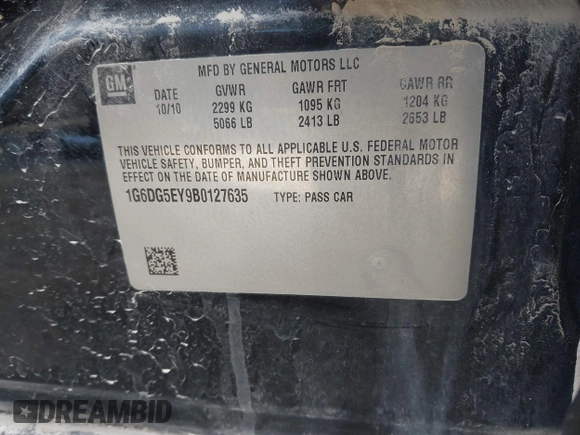 GM MFD BY GENERAL MOTORS LLC
DATE GVWR GAWR FRT GAWR RR
10/10 2299 KG 1095 KG 1204 KG
5066 LB 2413 LB 2653 LB
THIS VEHICLE CONFORMS TO ALL APPLICABLE U.S. FEDERAL MOTOR
VEHICLE SAFETY, BUMPER, AND THEFT PREVENTION STANDARDS IN
EFFECT ON THE DATE OF MANUFACTURE SHOWN ABOVE.
1G6DG5EY9B0127635 TYPE: PASS CAR
DREAMBID